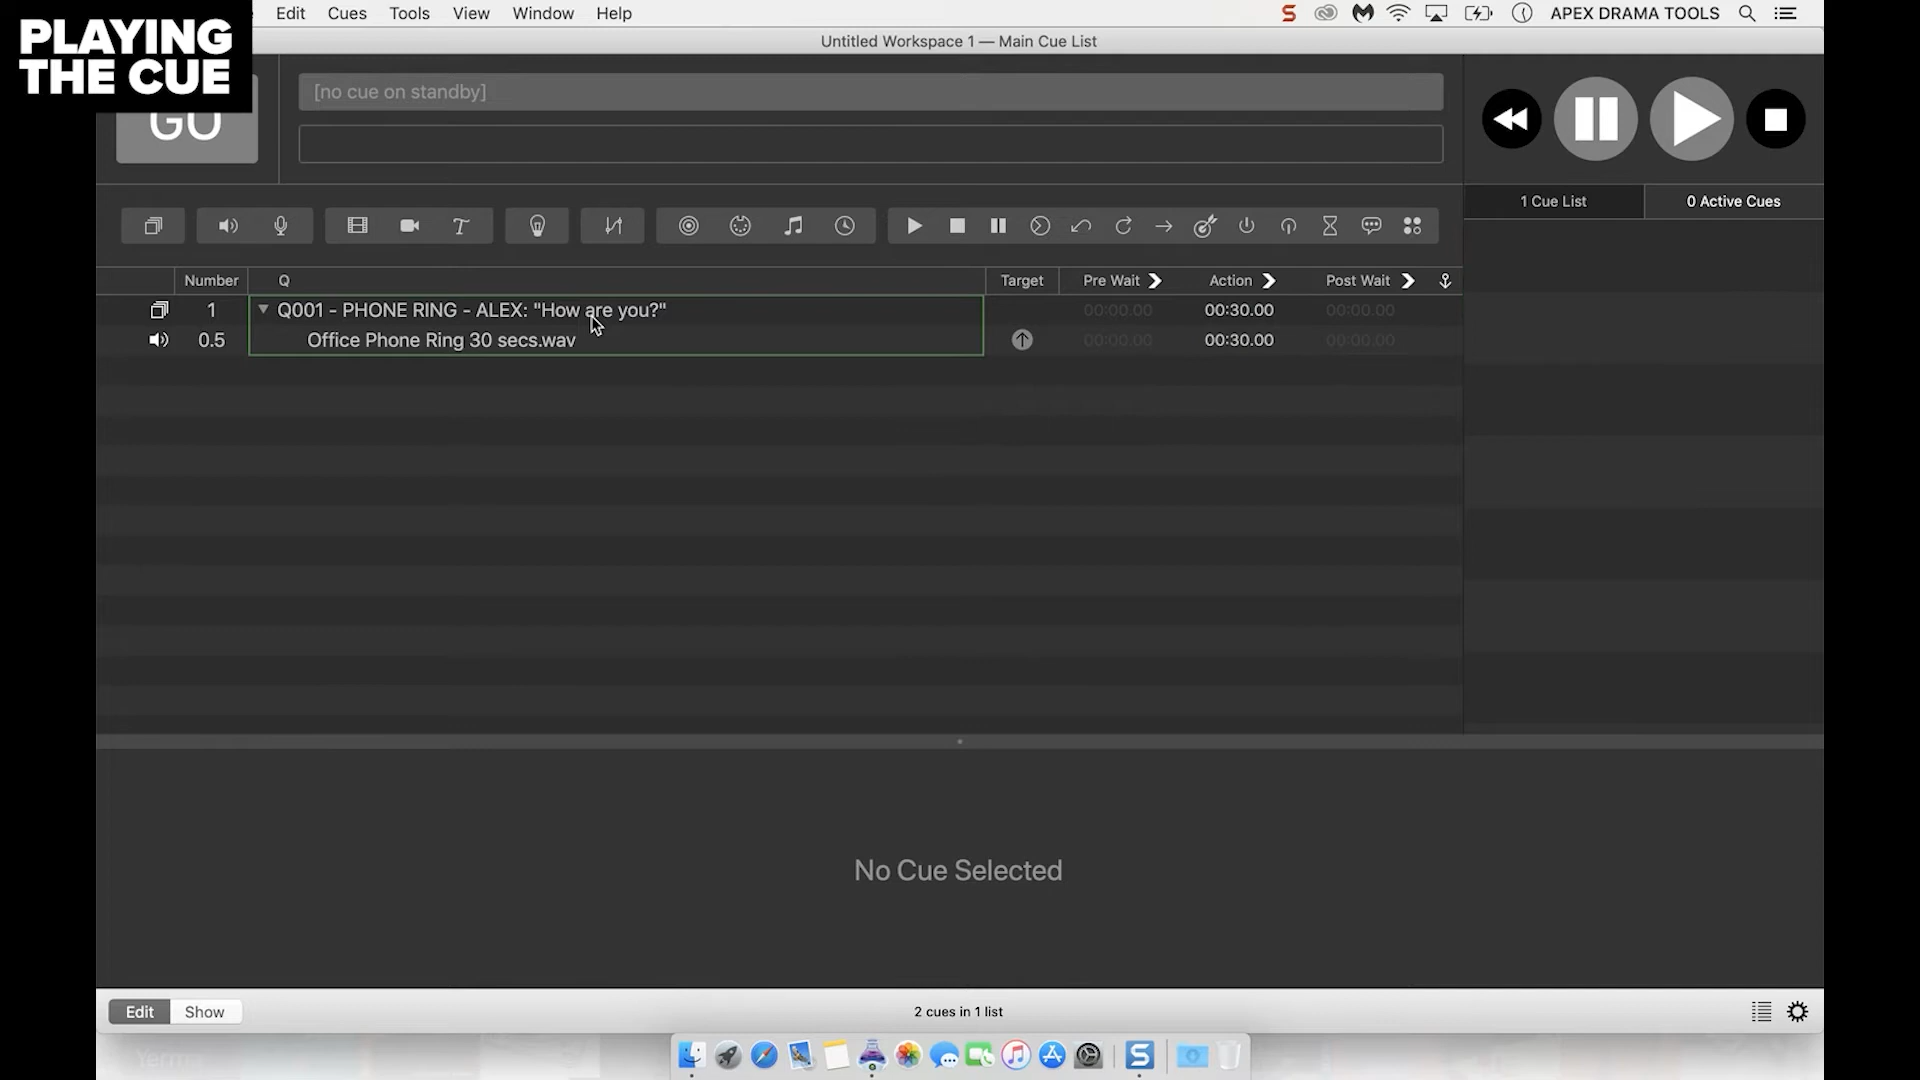 PLAYING
THE CUE
Edit Cues Tools View Window Help
APEX DRAMA TOOLS
Untitled Workspace 1 — Main Cue List
GO
[no cue on standby]
1 Cue List
0 Active Cues
Number Q Target Pre Wait Action Post Wait
1 Q001 - PHONE RING - ALEX: "How are you?" 00:00.00 00:30.00 00:00.00
0.5 Office Phone Ring 30 secs.wav 00:00.00 00:30.00 00:00.00
No Cue Selected
Edit Show
2 cues in 1 list